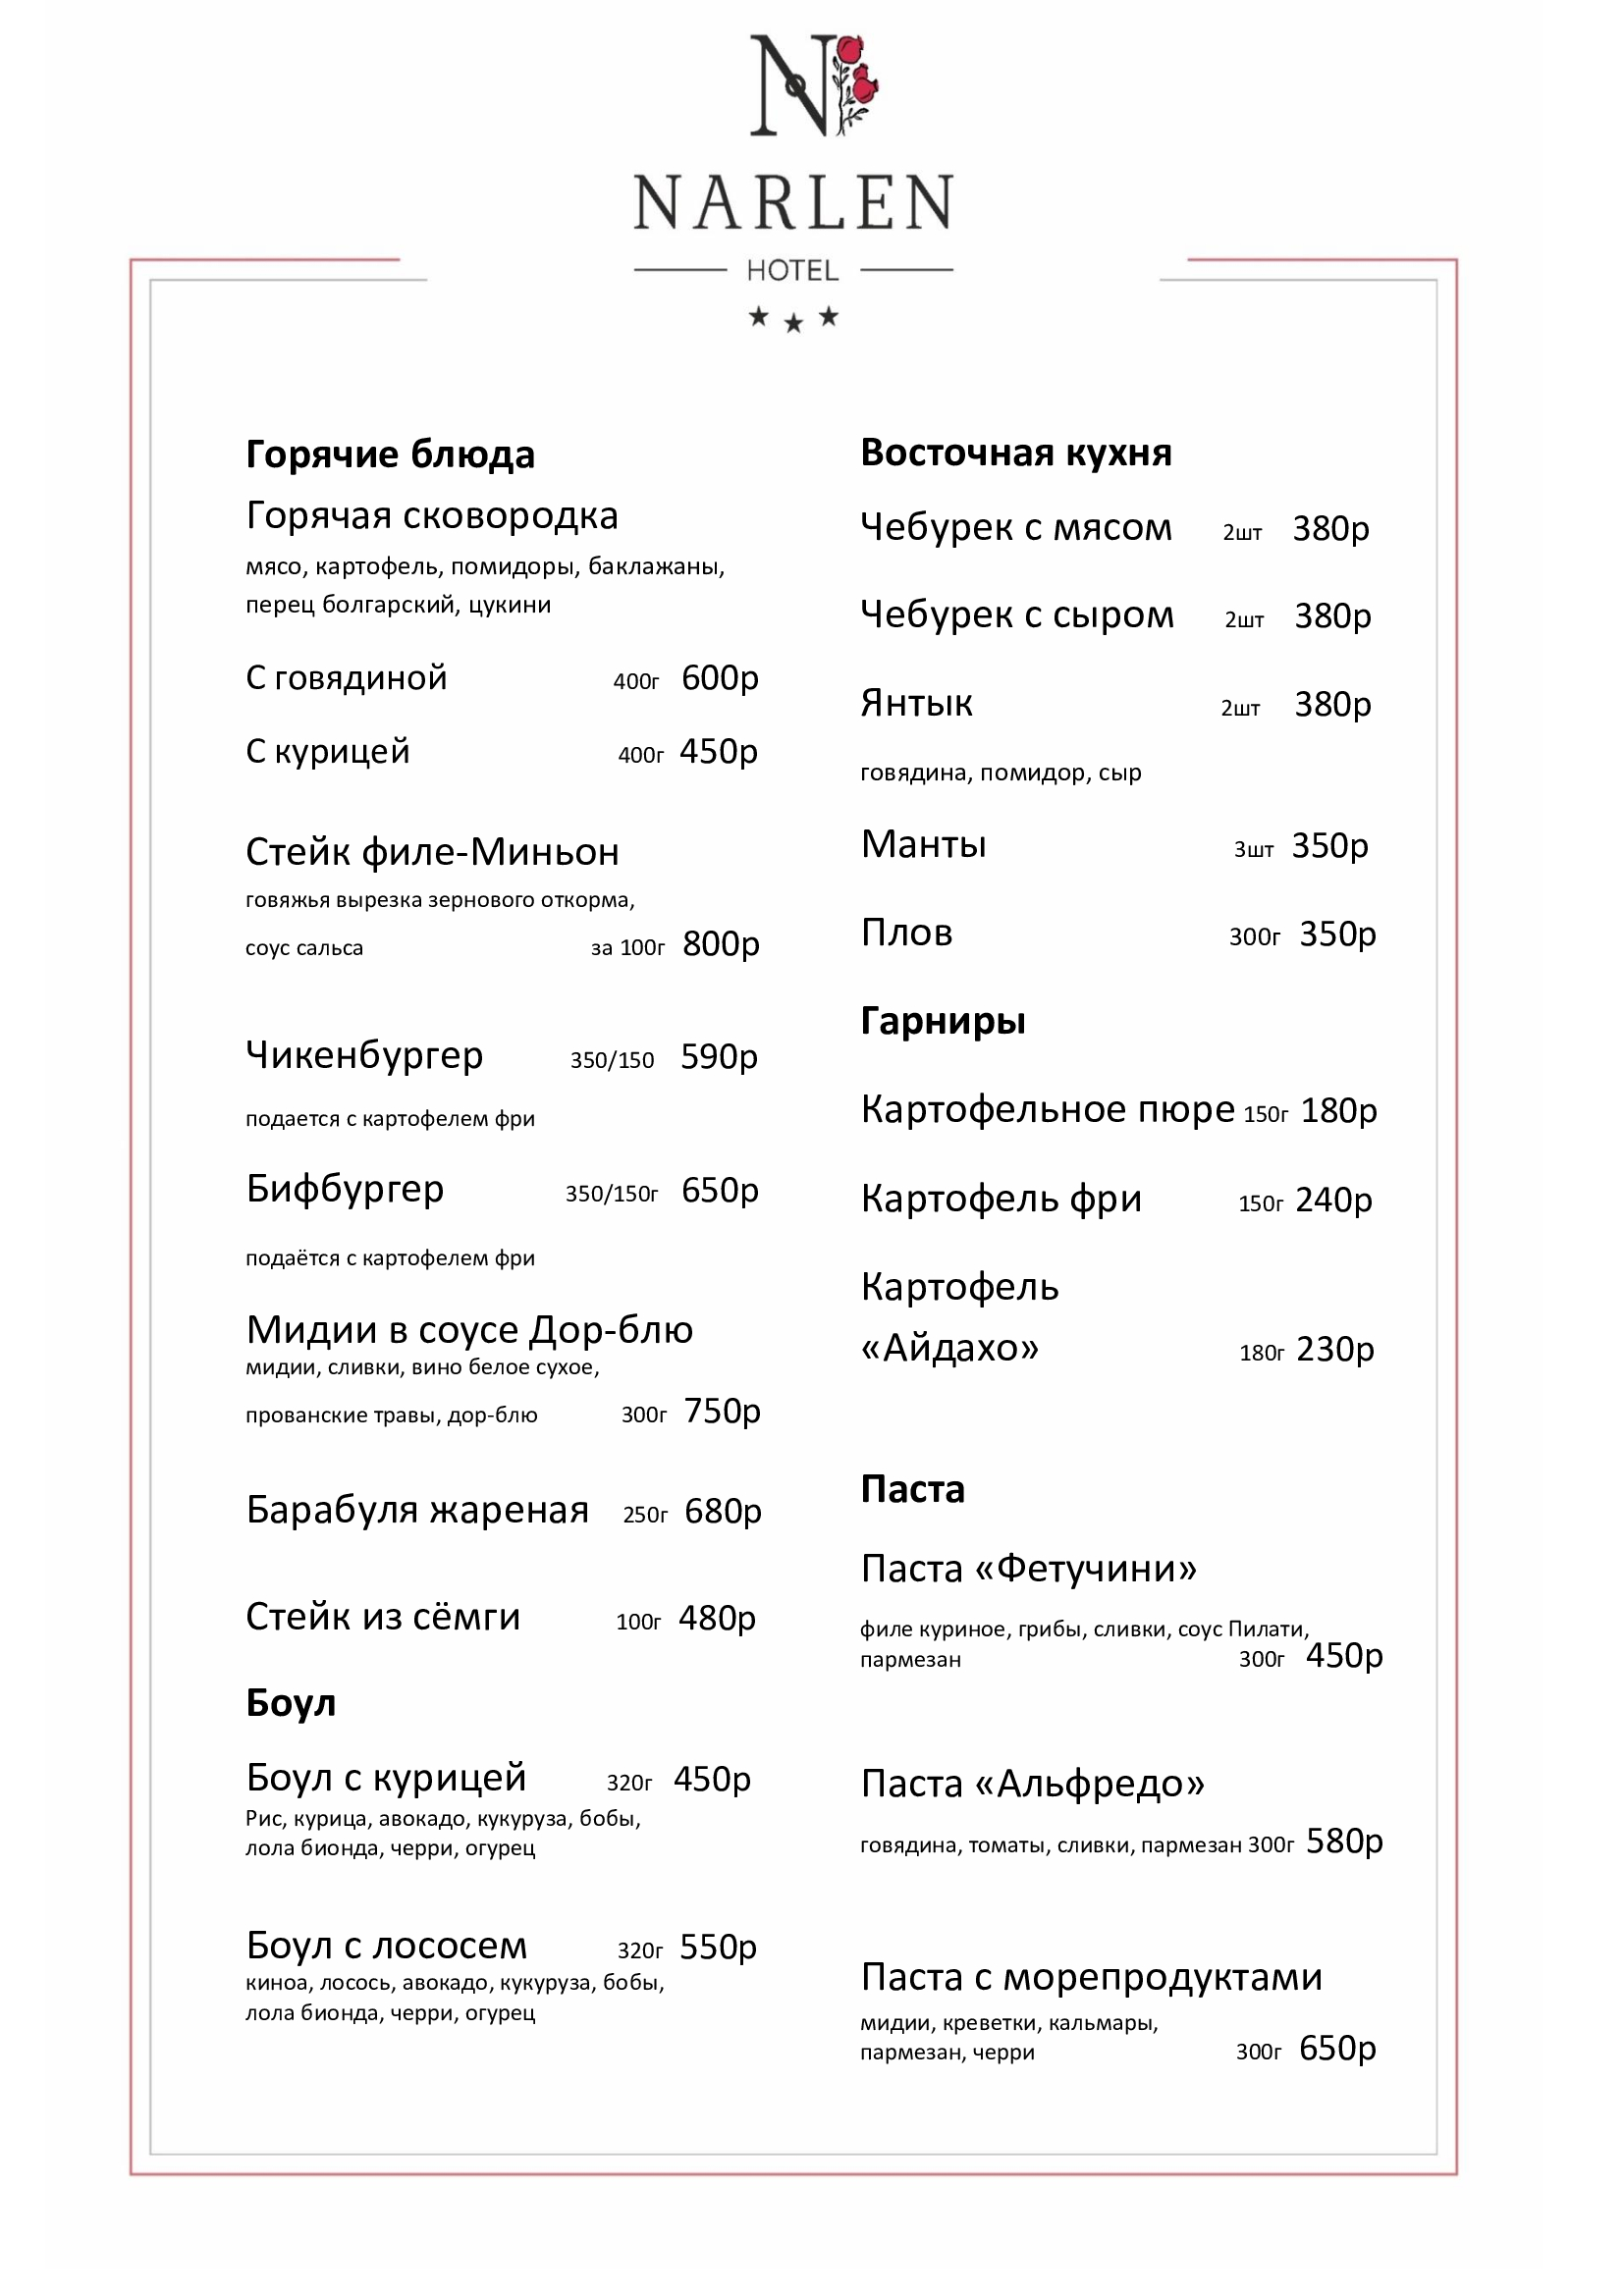 N
NARLEN
HOTEL
Горячие блюда
Горячая сковородка
мясо, картофель, помидоры, баклажаны,
перец болгарский, цукини
С говядиной 400г 600р
С курицей 400г 450р
Стейк филе-Миньон
говяжья вырезка зернового откорма,
соус сальса за 100г 800р
Чикенбургер 350/150 590р
подается с картофелем фри
Бифбургер 350/150г 650р
подаётся с картофелем фри
Мидии в соусе Дор-блю
мидии, сливки, вино белое сухое,
прованские травы, дор-блю 300г 750р
Барабуля жареная 250г 680р
Стейк из сёмги 100г 480р
Боул
Боул с курицей 320г 450р
Рис, курица, авокадо, кукуруза, бобы,
лола бионда, черри, огурец
Боул с лососем 320г 550р
киноа, лосось, авокадо, кукуруза, бобы,
лола бионда, черри, огурец
Восточная кухня
Чебурек с мясом 2шт 380р
Чебурек с сыром 2шт 380р
Янтык 2шт 380р
говядина, помидор, сыр
Манты 3шт 350р
Плов 300г 350р
Гарниры
Картофельное пюре 150г 180р
Картофель фри 150г 240р
Картофель
«Айдахо» 180г 230р
Паста
Паста «Фетучини»
филе куриное, грибы, сливки, соус Пилати,
пармезан 300г 450р
Паста «Альфредо»
говядина, томаты, сливки, пармезан 300г 580р
Паста с морепродуктами
мидии, креветки, кальмары,
пармезан, черри 300г 650р